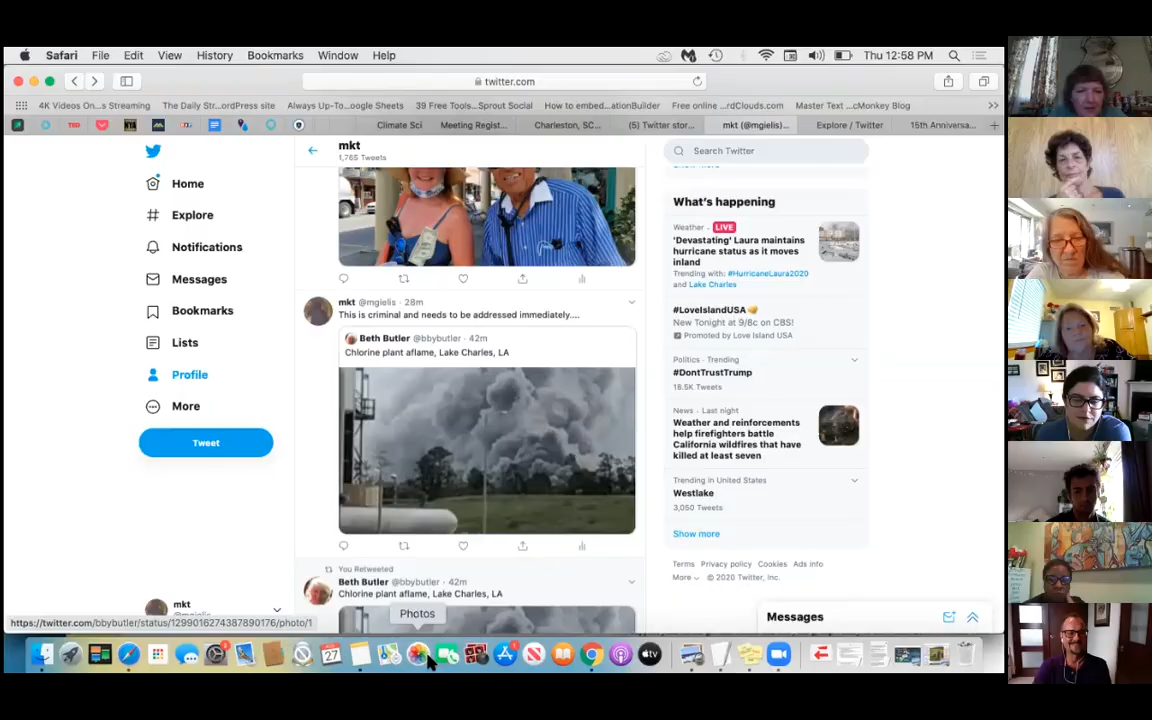 Safari File Edit View History Bookmarks Window Help Thu 12:58 PM
twitter.com
4K Videos On...s Streaming The Daily Str...ordPress site Always Up-To...oogle Sheets 39 Free Tools...Sprout Social How to embed...ationBuilder Free online ...rdClouds.com Master Text ...cMonkey Blog
TED Climate Sci Meeting Regist... Charleston, SC... (5) Twitter stor... mkt (@mgielis)... Explore / Twitter 15th Anniversa...
Home
Explore
Notifications
Messages
Bookmarks
Lists
Profile
More
Tweet
mkt
mkt
1,765 Tweets
mkt @mgielis · 28m
This is criminal and needs to be addressed immediately....
Beth Butler @bbybutler · 42m
Chlorine plant aflame, Lake Charles, LA
You Retweeted
Beth Butler @bbybutler · 42m
Chlorine plant aflame, Lake Charles, LA
Search Twitter
What's happening
Weather · LIVE
'Devastating' Laura maintains
hurricane status as it moves
inland
Trending with: #HurricaneLaura2020
and Lake Charles
#LoveIslandUSA
New Tonight at 9/8c on CBS!
Promoted by Love Island USA
Politics · Trending
#DontTrustTrump
18.5K Tweets
News · Last night
Weather and reinforcements
help firefighters battle
California wildfires that have
killed at least seven
Trending in United States
Westlake
3,050 Tweets
Show more
Terms Privacy policy Cookies Ads info
More © 2020 Twitter, Inc.
Messages
https://twitter.com/bbybutler/status/1299016274387890176/photo/1
Photos
27
tv